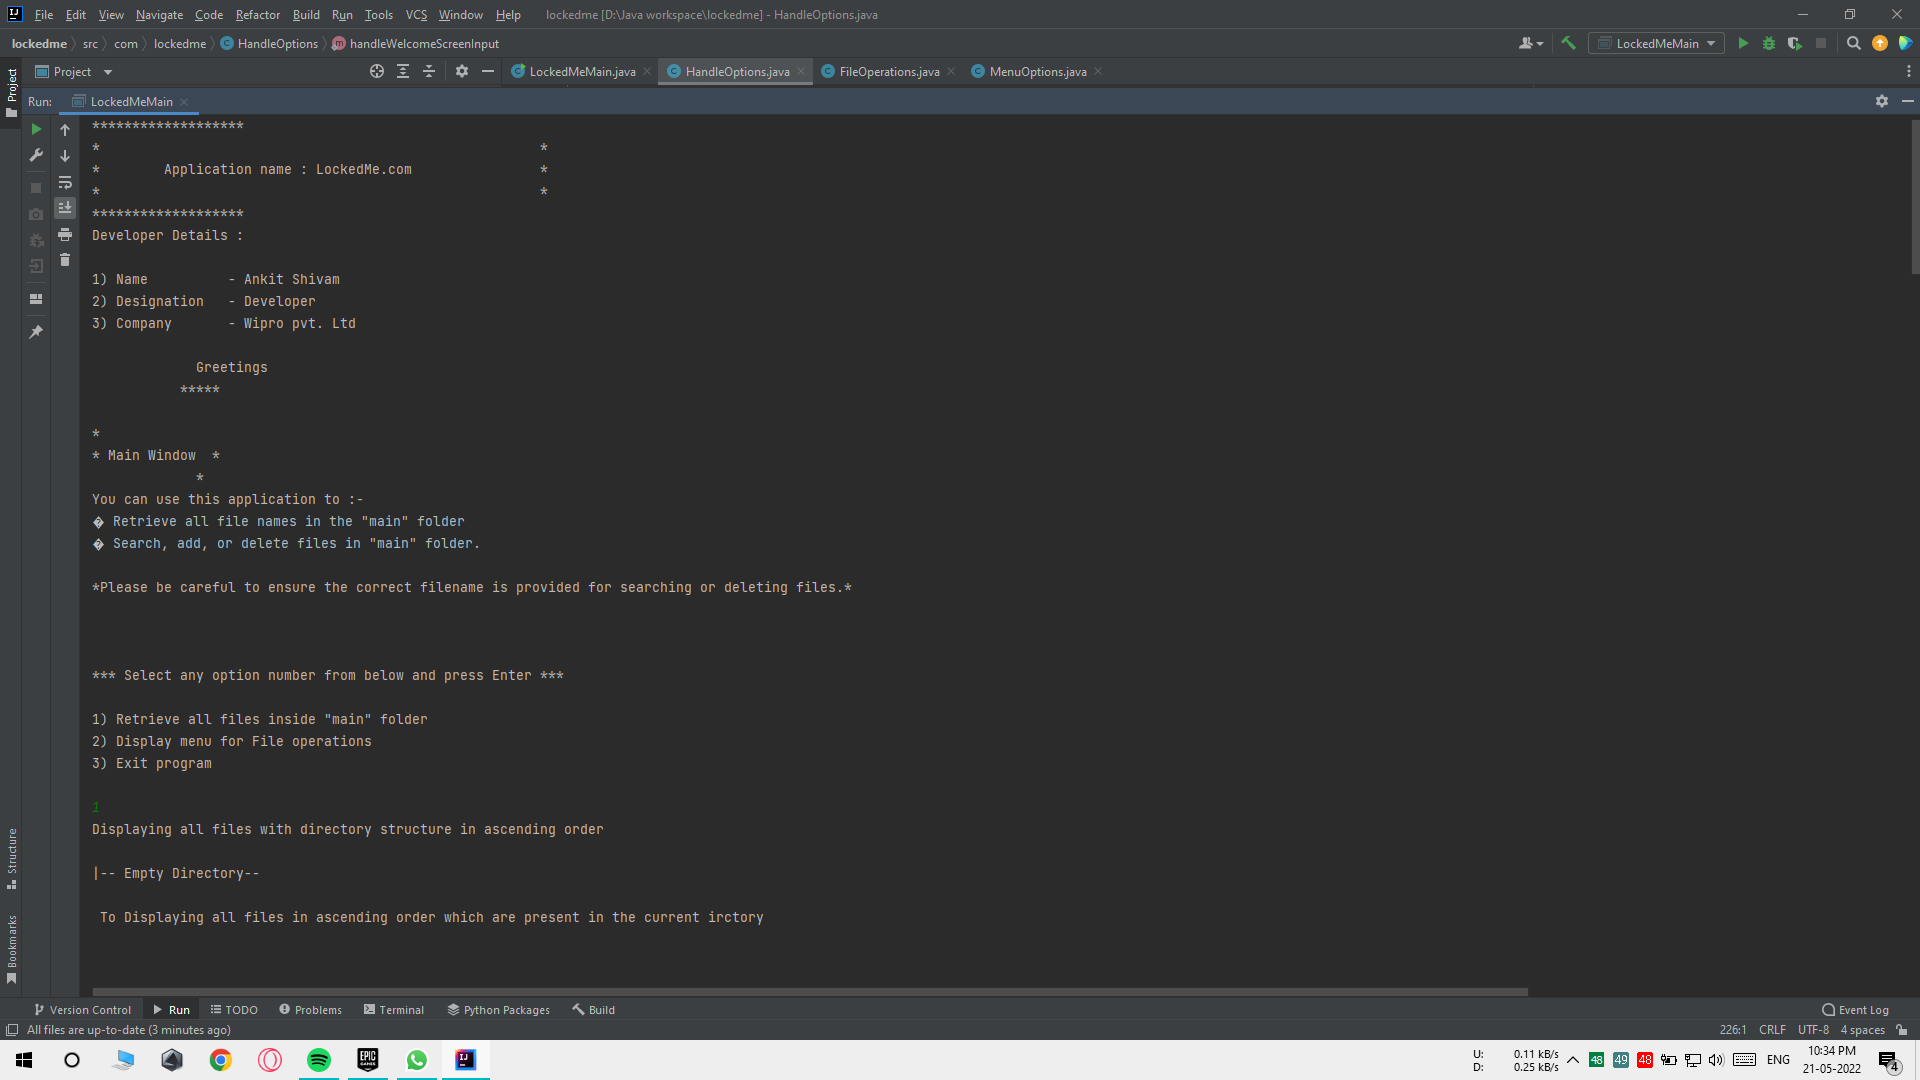 File Edit View Navigate Code Refactor Build Run Tools VCS Window Help lockedme [D:\Java workspace\lockedme] - HandleOptions.java
lockedme src com lockedme HandleOptions handleWelcomeScreenInput LockedMeMain
Project Project LockedMeMain.java HandleOptions.java FileOperations.java MenuOptions.java
Run: LockedMeMain
*******************
* *
* Application name : LockedMe.com *
* *
*******************
Developer Details :
1) Name - Ankit Shivam
2) Designation - Developer
3) Company - Wipro pvt. Ltd
Greetings
*****
*
* Main Window *
*
You can use this application to :-
� Retrieve all file names in the "main" folder
� Search, add, or delete files in "main" folder.
*Please be careful to ensure the correct filename is provided for searching or deleting files.*
*** Select any option number from below and press Enter ***
1) Retrieve all files inside "main" folder
2) Display menu for File operations
3) Exit program
1
Displaying all files with directory structure in ascending order
|-- Empty Directory--
To Displaying all files in ascending order which are present in the current irctory
Structure
Bookmarks
Version Control Run TODO Problems Terminal Python Packages Build Event Log
All files are up-to-date (3 minutes ago) 226:1 CRLF UTF-8 4 spaces
U: 0.11 kB/s
D: 0.25 kB/s
48 49 48 ENG
10:34 PM
21-05-2022
4
EPIC GAMES
IJ